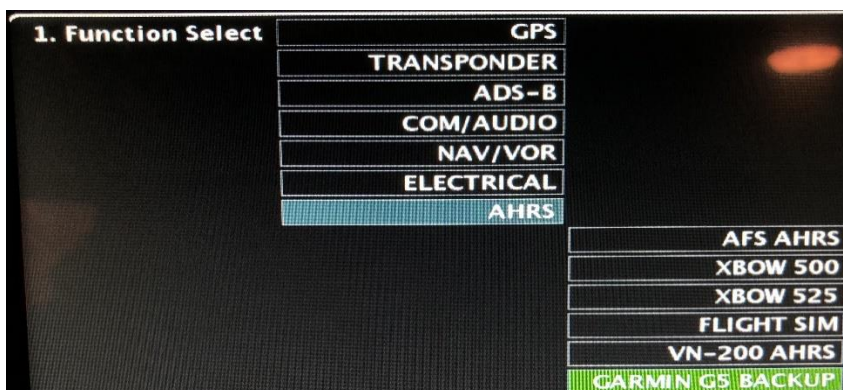 1. Function Select
GPS
TRANSPONDER
ADS-B
COM/AUDIO
NAV/VOR
ELECTRICAL
AHRS
AFS AHRS
XBOW 500
XBOW 525
FLIGHT SIM
VN-200 AHRS
GARMIN G5 BACKUP